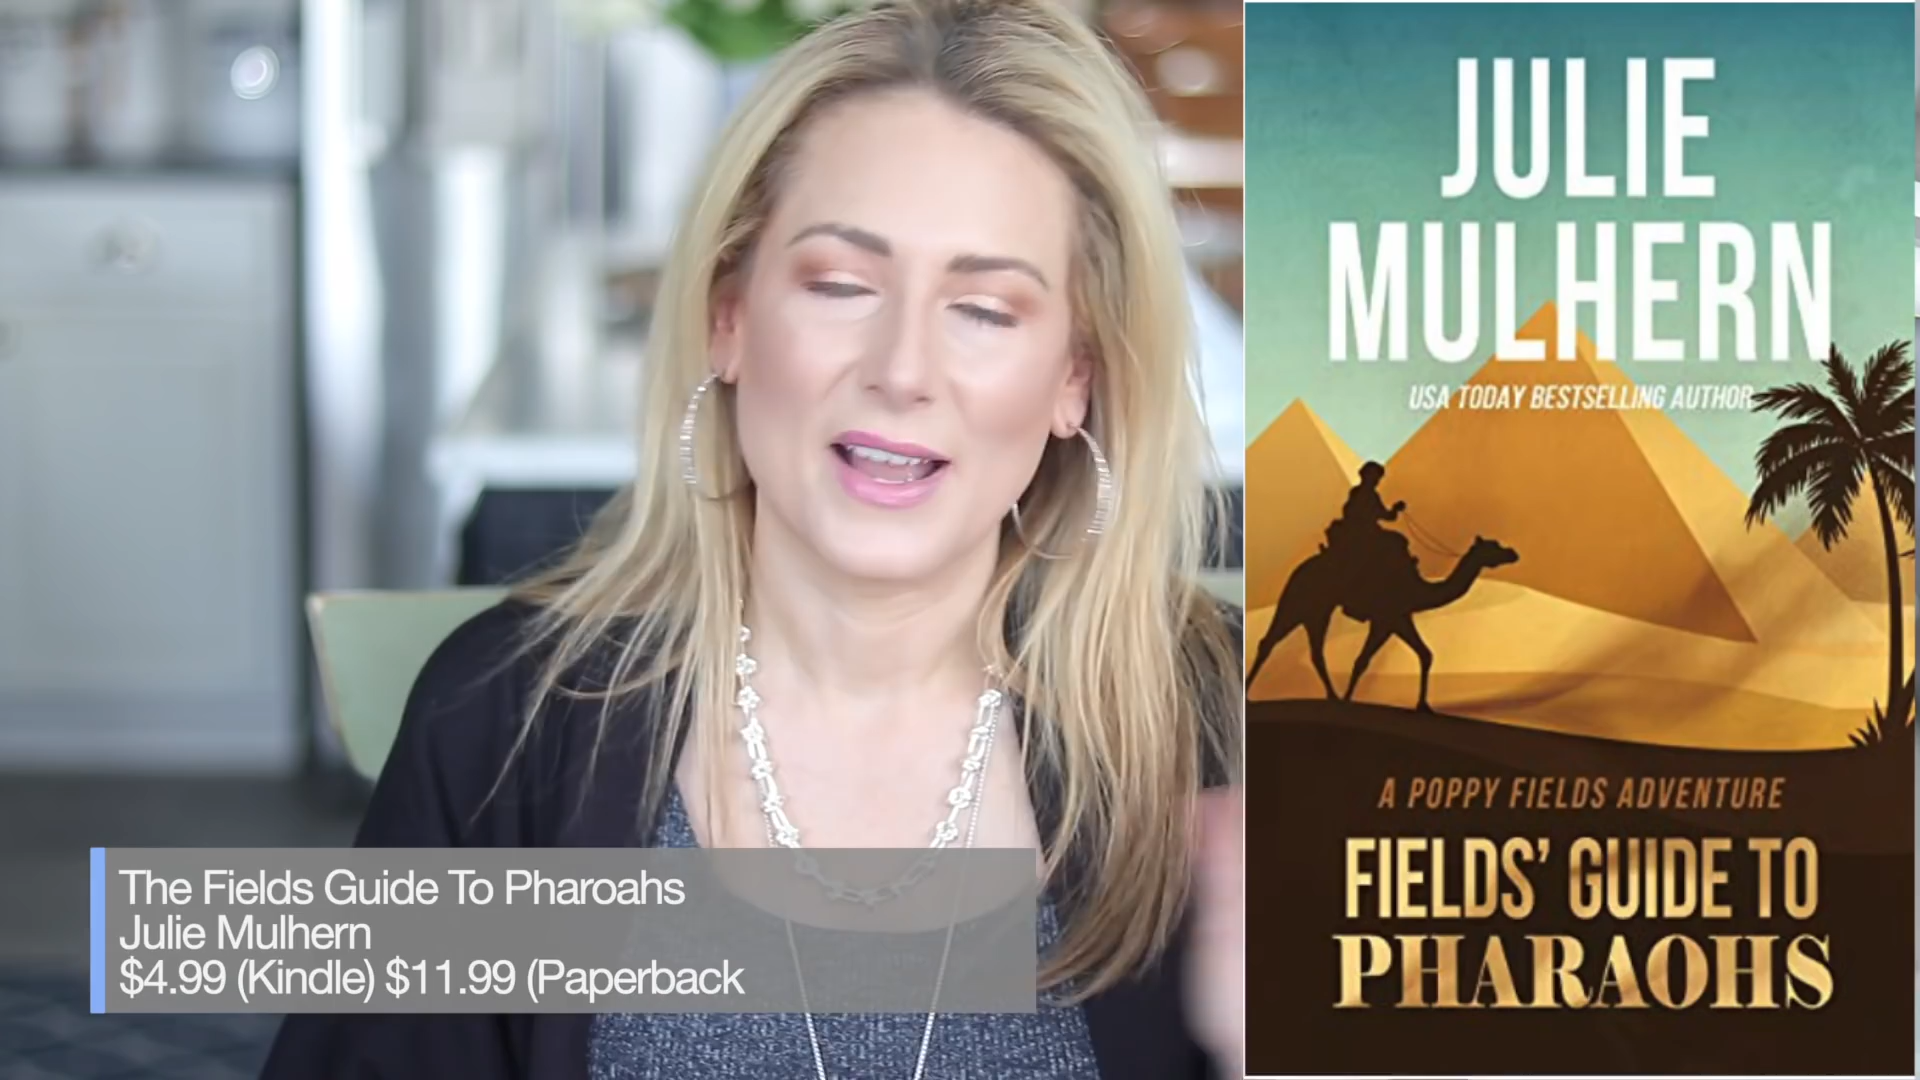 The Fields Guide To Pharoahs
Julie Mulhern
$4.99 (Kindle) $11.99 (Paperback
JULIE
MULHERN
USA TODAY BESTSELLING AUTHOR
A POPPY FIELDS ADVENTURE
FIELDS' GUIDE TO
PHARAOHS